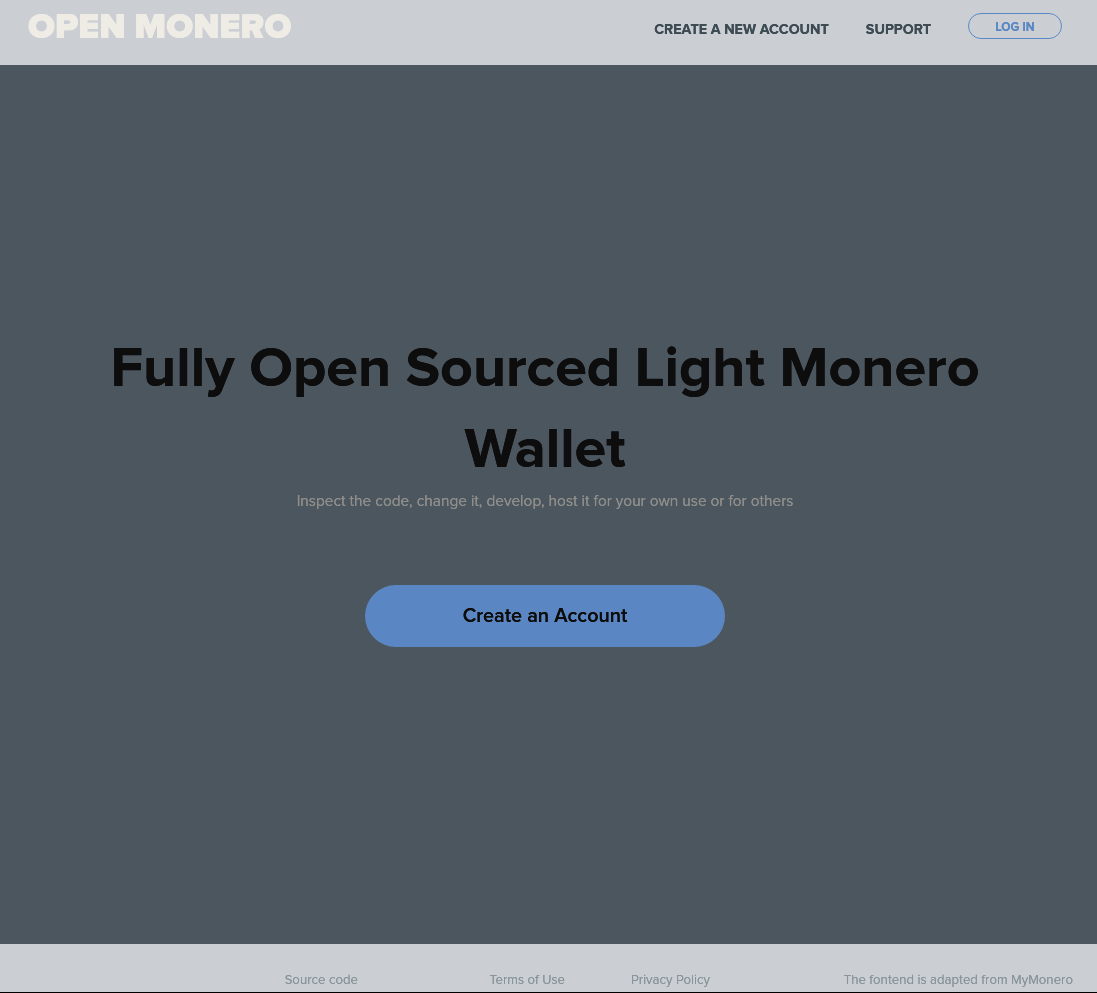 OPEN MONERO
CREATE A NEW ACCOUNT
SUPPORT
LOG IN
Fully Open Sourced Light Monero
Wallet
Inspect the code, change it, develop, host it for your own use or for others
Create an Account
Source code
Terms of Use
Privacy Policy
The fontend is adapted from MyMonero